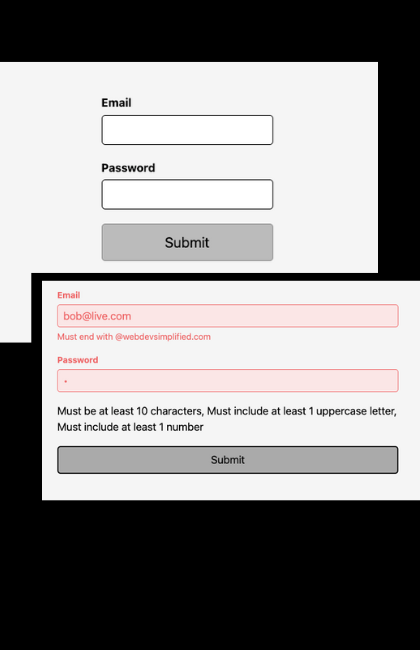 Email
Password
Submit
Email
bob@live.com
Must end with @webdevsimplified.com
Password
•
Must be at least 10 characters, Must include at least 1 uppercase letter,
Must include at least 1 number
Submit